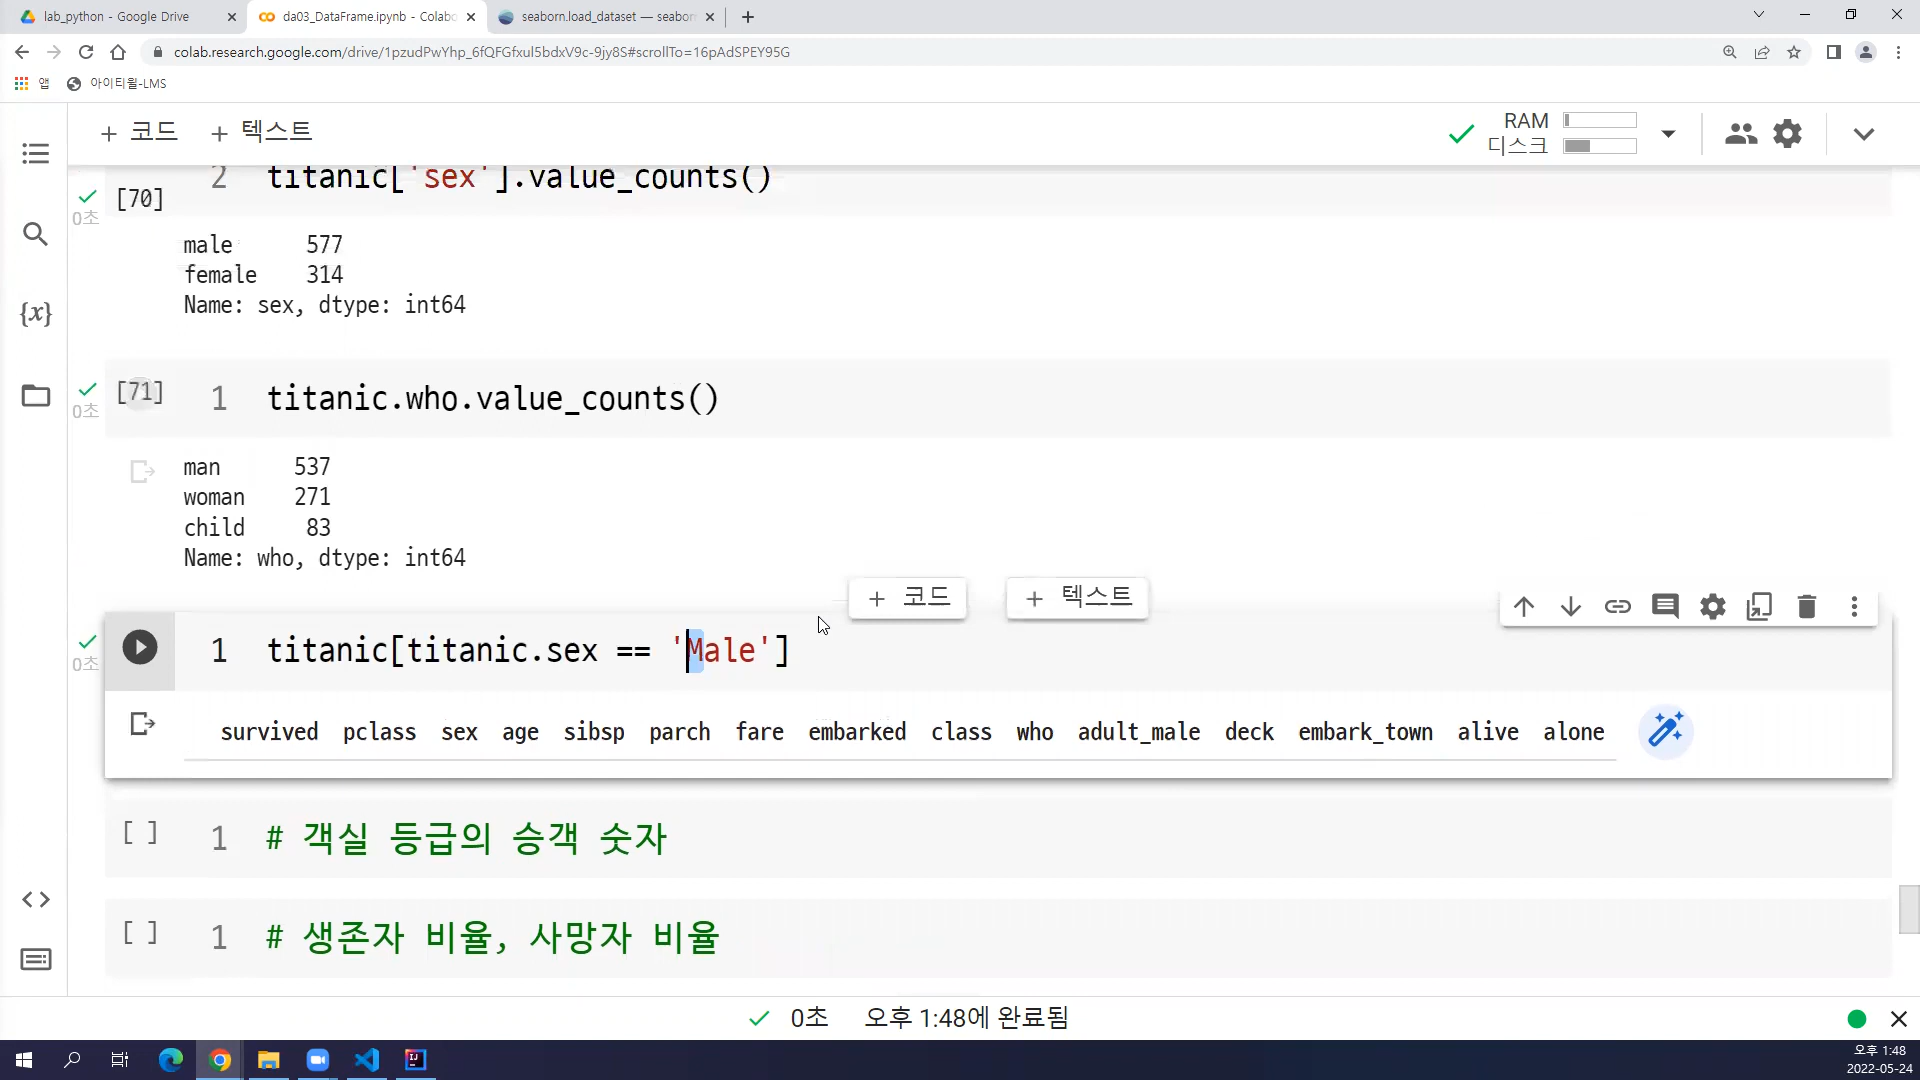 lab_python - Google Drive
da03_DataFrame.ipynb - Colabo
seaborn.load_dataset — seabor
colab.research.google.com/drive/1pzudPwYhp_6fQFGfxul5bdxV9c-9jy8S#scrollTo=16pAdSPEY95G
앱
아이티윌-LMS
+ 코드
+ 텍스트
RAM
디스크
[70]
0초
2 titanic['sex'].value_counts()
male 577
female 314
Name: sex, dtype: int64
[71]
0초
1 titanic.who.value_counts()
man 537
woman 271
child 83
Name: who, dtype: int64
+ 코드
+ 텍스트
0초
1 titanic[titanic.sex == 'Male']
survived pclass sex age sibsp parch fare embarked class who adult_male deck embark_town alive alone
[ ] 1 # 객실 등급의 승객 숫자
[ ] 1 # 생존자 비율, 사망자 비율
0초 오후 1:48에 완료됨
오후 1:48
2022-05-24